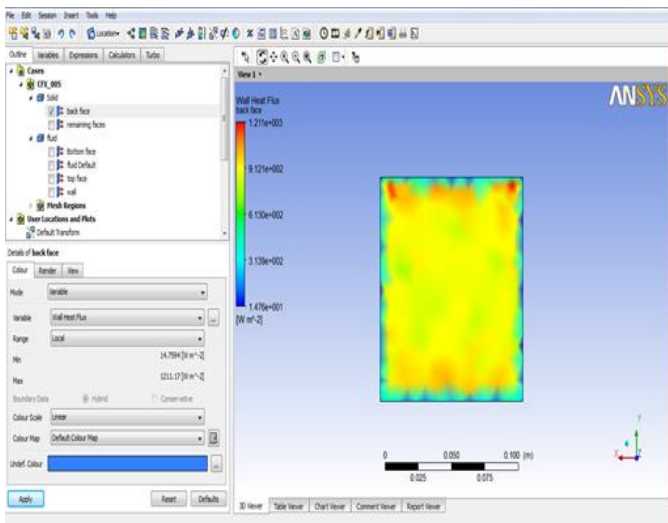 File Edit Session Insert Tools Help
Location
Outline Variables Expressions Calculators Turbo
Cases
CFX_005
Solid
back face
remaining faces
fluid
Bottom face
fluid Default
top face
wall
Mesh Regions
User Locations and Plots
Default Transform
Details of back face
Colour Render View
Mode Variable
Variable Wall Heat Flux ...
Range Local
Min 14.7594 [W m^-2]
Max 1211.17 [W m^-2]
Boundary Data Hybrid Conservative
Colour Scale Linear
Colour Map Default Colour Map
Undef. Colour ...
Apply Reset Defaults
View 1
ANSYS
Wall Heat Flux
back face
1.211e+003
9.121e+002
6.130e+002
3.139e+002
1.476e+001
[W m^-2]
0 0.050 0.100 (m)
0.025 0.075
Y
X
3D Viewer Table Viewer Chart Viewer Comment Viewer Report Viewer